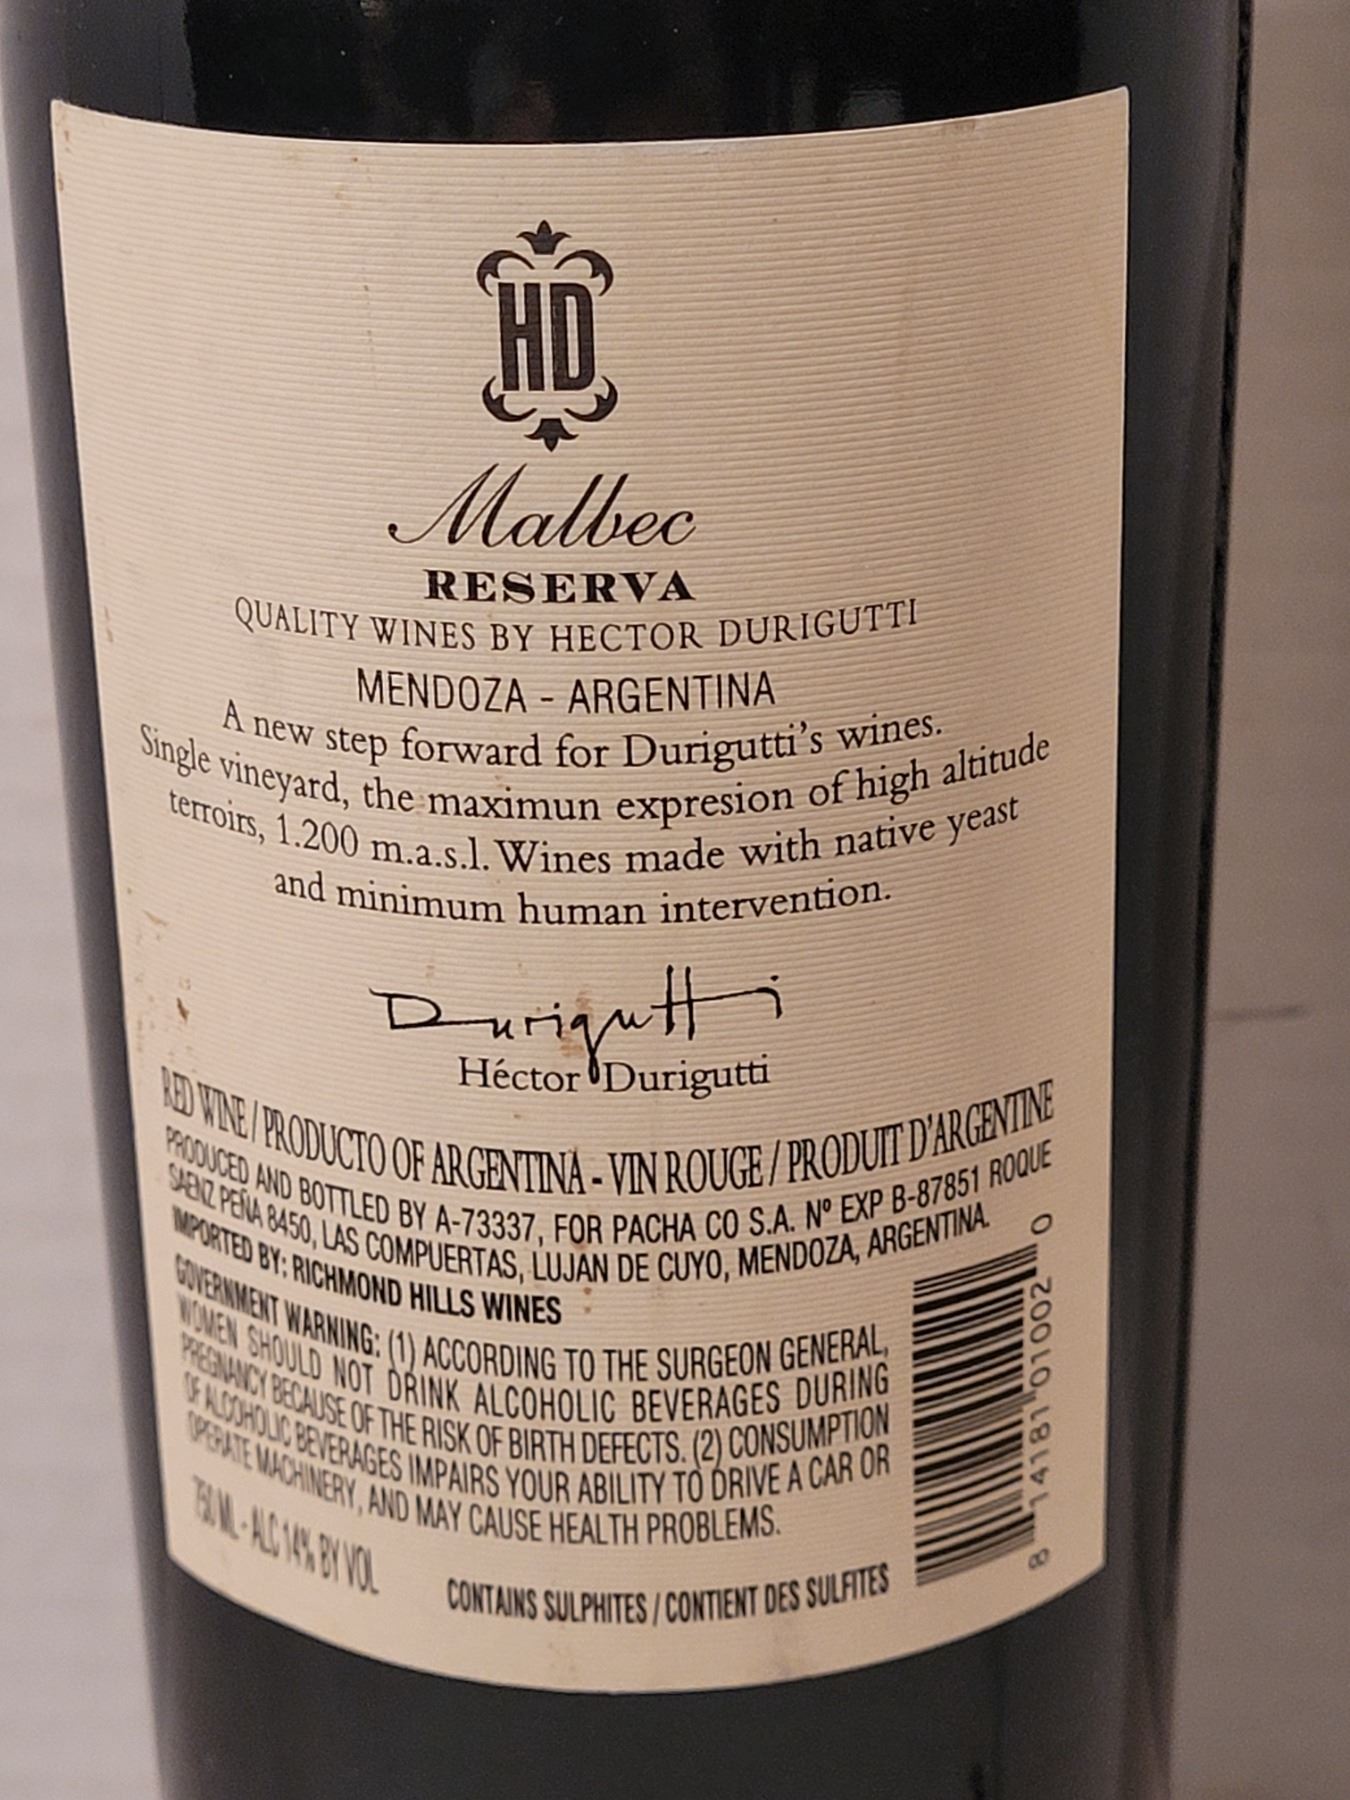 HD
Malbec
RESERVA
QUALITY WINES BY HECTOR DURIGUTTI
MENDOZA - ARGENTINA
A new step forward for Durigutti's wines.
Single vineyard, the maximun expresion of high altitude
terroirs, 1.200 m.a.s.l. Wines made with native yeast
and minimum human intervention.
Durigutti
Héctor Durigutti
RED WINE / PRODUCTO OF ARGENTINA - VIN ROUGE / PRODUIT D'ARGENTINE
PRODUCED AND BOTTLED BY A-73337, FOR PACHA CO S.A. Nº EXP B-87851 ROQUE
SAENZ PEÑA 8450, LAS COMPUERTAS, LUJAN DE CUYO, MENDOZA, ARGENTINA.
IMPORTED BY: RICHMOND HILLS WINES
GOVERNMENT WARNING: (1) ACCORDING TO THE SURGEON GENERAL,
WOMEN SHOULD NOT DRINK ALCOHOLIC BEVERAGES DURING
PREGNANCY BECAUSE OF THE RISK OF BIRTH DEFECTS. (2) CONSUMPTION
OF ALCOHOLIC BEVERAGES IMPAIRS YOUR ABILITY TO DRIVE A CAR OR
OPERATE MACHINERY, AND MAY CAUSE HEALTH PROBLEMS.
750 ML - ALC 14% BY VOL
CONTAINS SULPHITES / CONTIENT DES SULFITES
8 14181 01002 0